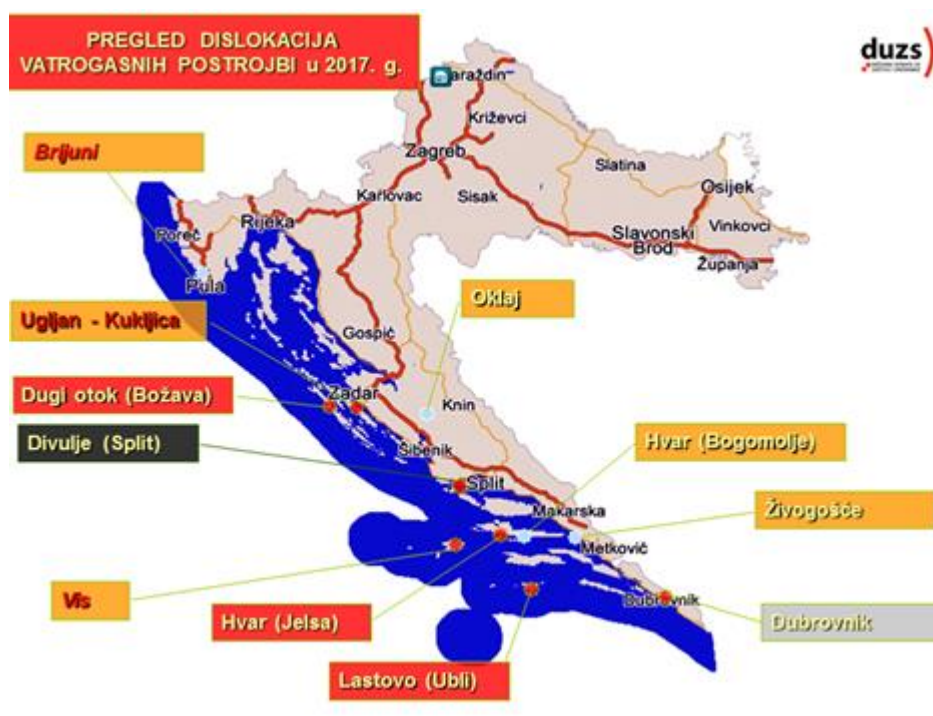 PREGLED DISLOKACIJA
VATROGASNIH POSTROJBI u 2017. g.
duzs
araždin
Križevci
Brijuni
Zagreb
Slatina
Karlovac
Sisak
Osijek
Rijeka
Poreč
Slavonski
Brod
Vinkovci
Županja
Pula
Oklaj
Ugljan - Kukljica
Gospić
Dugi otok (Božava)
Zadar
Knin
Divulje (Split)
Šibenik
Hvar (Bogomolje)
Split
Makarska
Živogošće
Metković
Vis
Dubrovnik
Hvar (Jelsa)
Dubrovnik
Lastovo (Ubli)